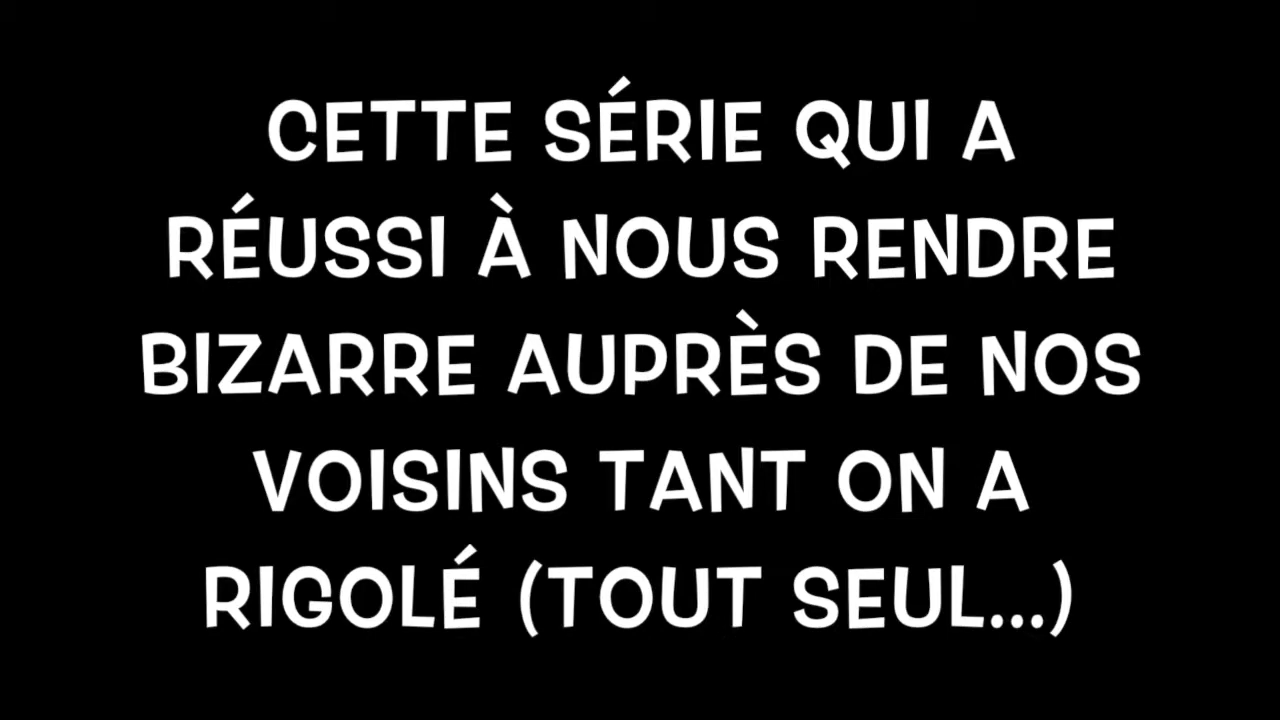 CETTE SÉRIE QUI A
RÉUSSI À NOUS RENDRE
BIZARRE AUPRÈS DE NOS
VOISINS TANT ON A
RIGOLÉ (TOUT SEUL...)